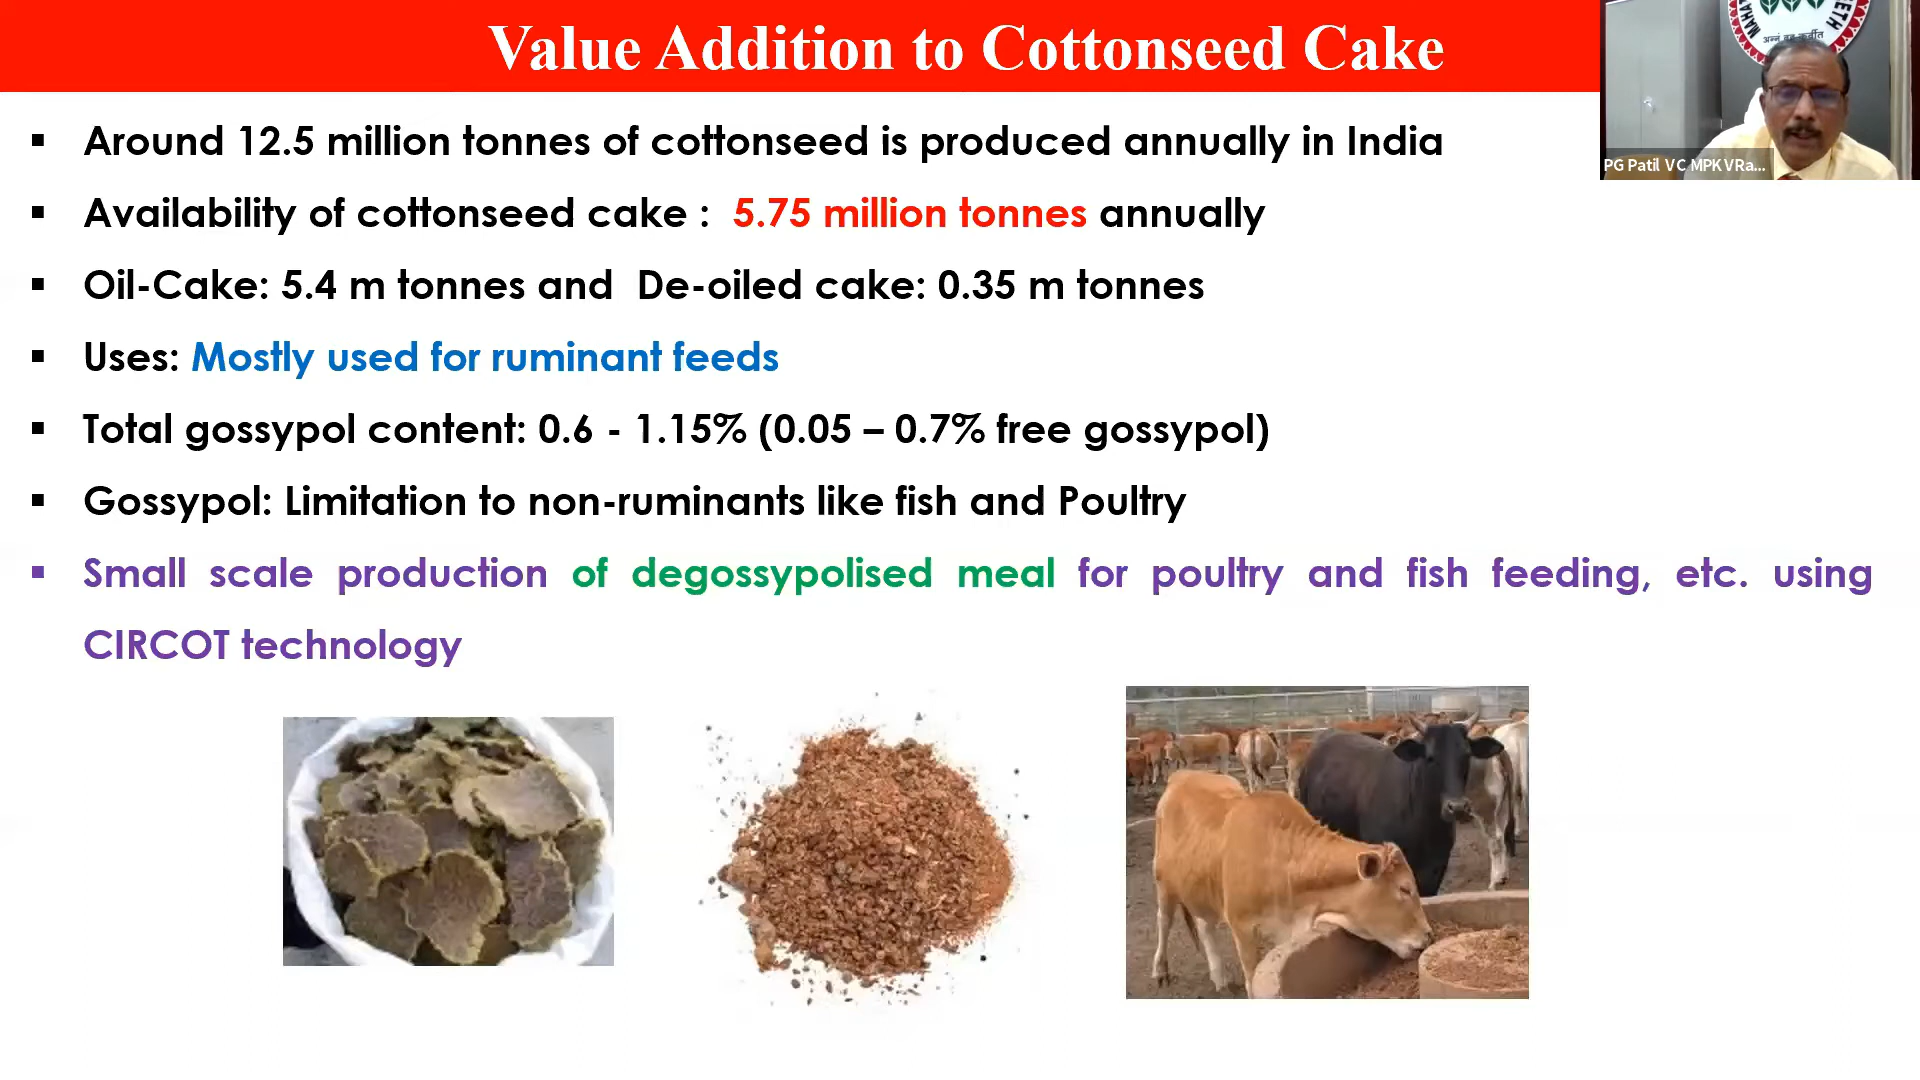 Value Addition to Cottonseed Cake
▪ Around 12.5 million tonnes of cottonseed is produced annually in India
▪ Availability of cottonseed cake : 5.75 million tonnes annually
▪ Oil-Cake: 5.4 m tonnes and De-oiled cake: 0.35 m tonnes
▪ Uses: Mostly used for ruminant feeds
▪ Total gossypol content: 0.6 - 1.15% (0.05 – 0.7% free gossypol)
▪ Gossypol: Limitation to non-ruminants like fish and Poultry
▪ Small scale production of degossypolised meal for poultry and fish feeding, etc. using
CIRCOT technology
PG Patil VC MPKVRa...